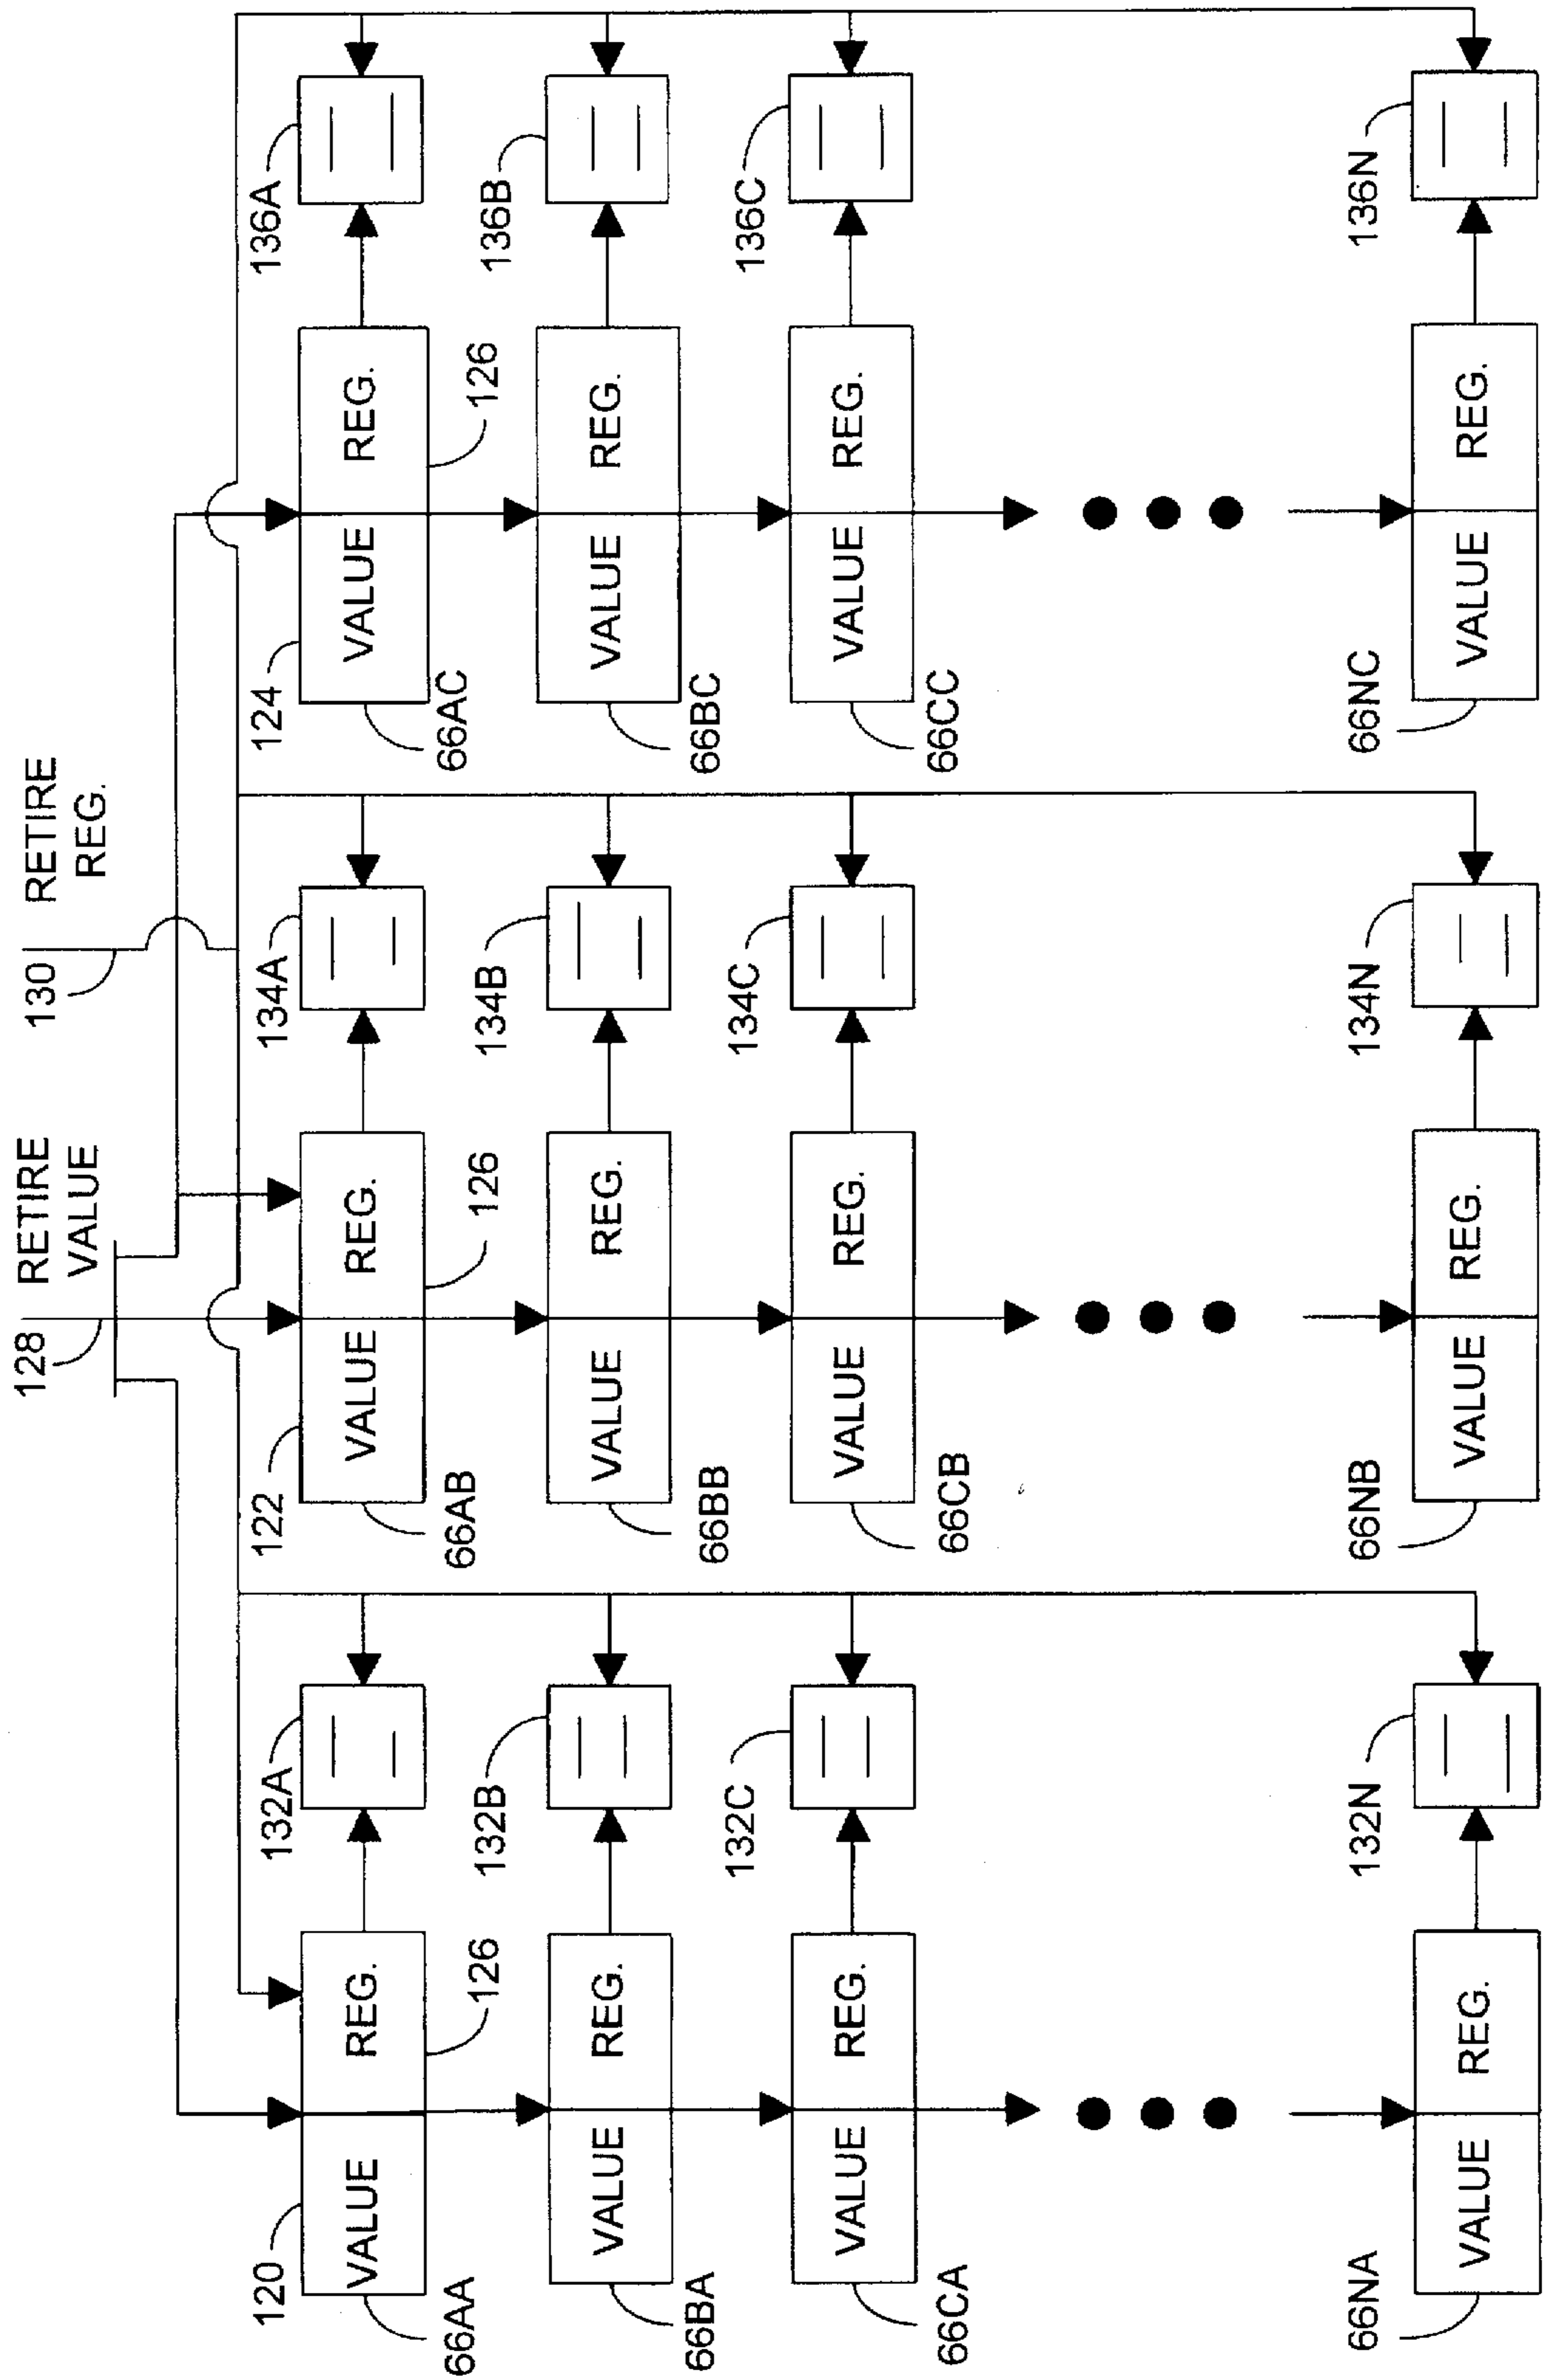 128
RETIRE
VALUE
130
RETIRE
REG.
120
VALUE
REG.
132A
122
VALUE
REG.
134A
124
VALUE
REG.
136A
66AA
126
66AB
126
66AC
126
VALUE
REG.
132B
VALUE
REG.
134B
VALUE
REG.
136B
66BA
66BB
66BC
VALUE
REG.
132C
VALUE
REG.
134C
VALUE
REG.
136C
66CA
66CB
66CC
66NA
132N
66NB
134N
66NC
136N
VALUE
REG.
VALUE
REG.
VALUE
REG.